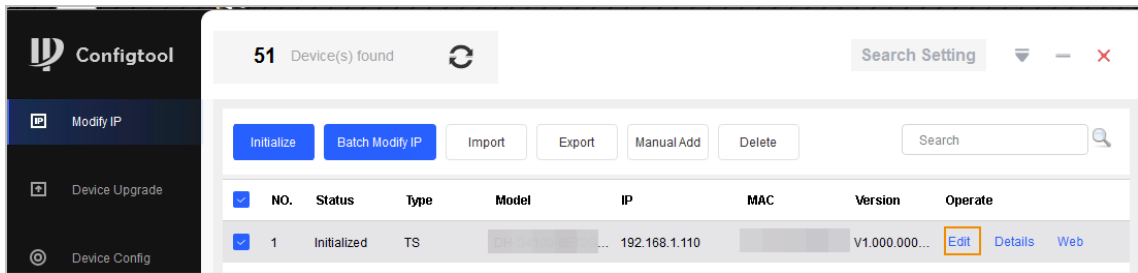 Configtool
51 Device(s) found
Search Setting
Modify IP
Initialize Batch Modify IP Import Export Manual Add Delete Search
Device Upgrade
NO. Status Type Model IP MAC Version Operate
1 Initialized TS ... 192.168.1.110 V1.000.000... Edit Details Web
Device Config